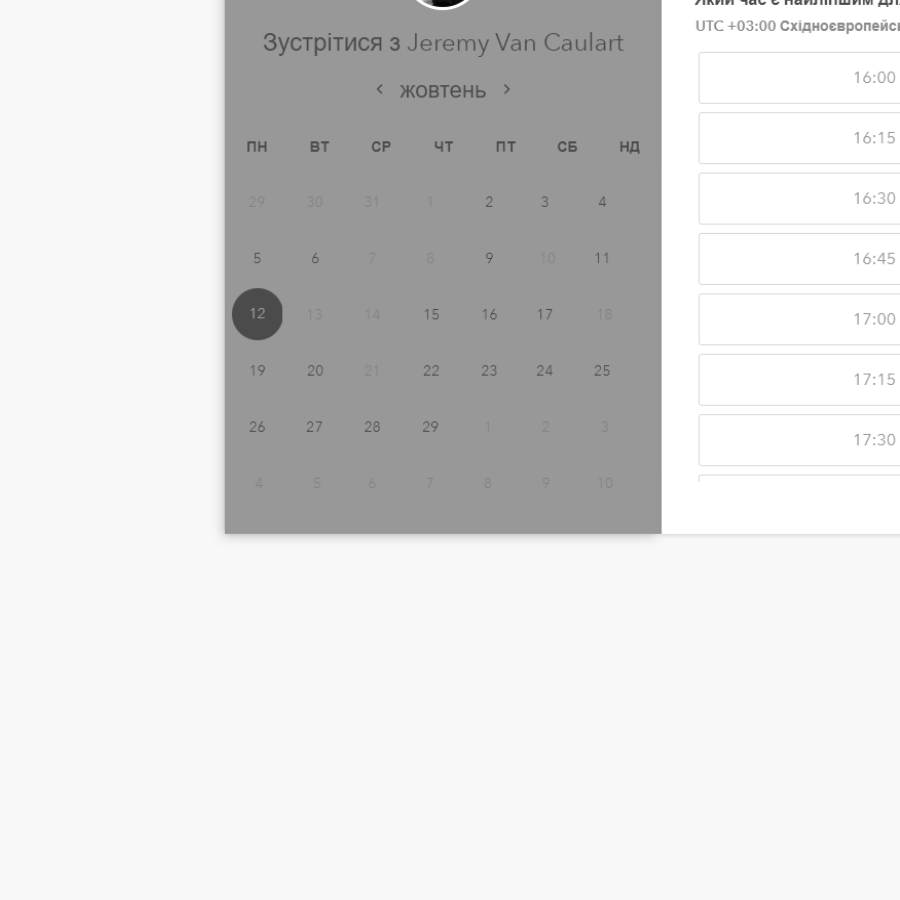 Зустрітися з Jeremy Van Caulart
жовтень
ПН ВТ СР ЧТ ПТ СБ НД
29 30 31 1 2 3 4
5 6 7 8 9 10 11
12 13 14 15 16 17 18
19 20 21 22 23 24 25
26 27 28 29 1 2 3
4 5 6 7 8 9 10
Який час є найліпшим
UTC +03:00
16:00
16:15
16:30
16:45
17:00
17:15
17:30